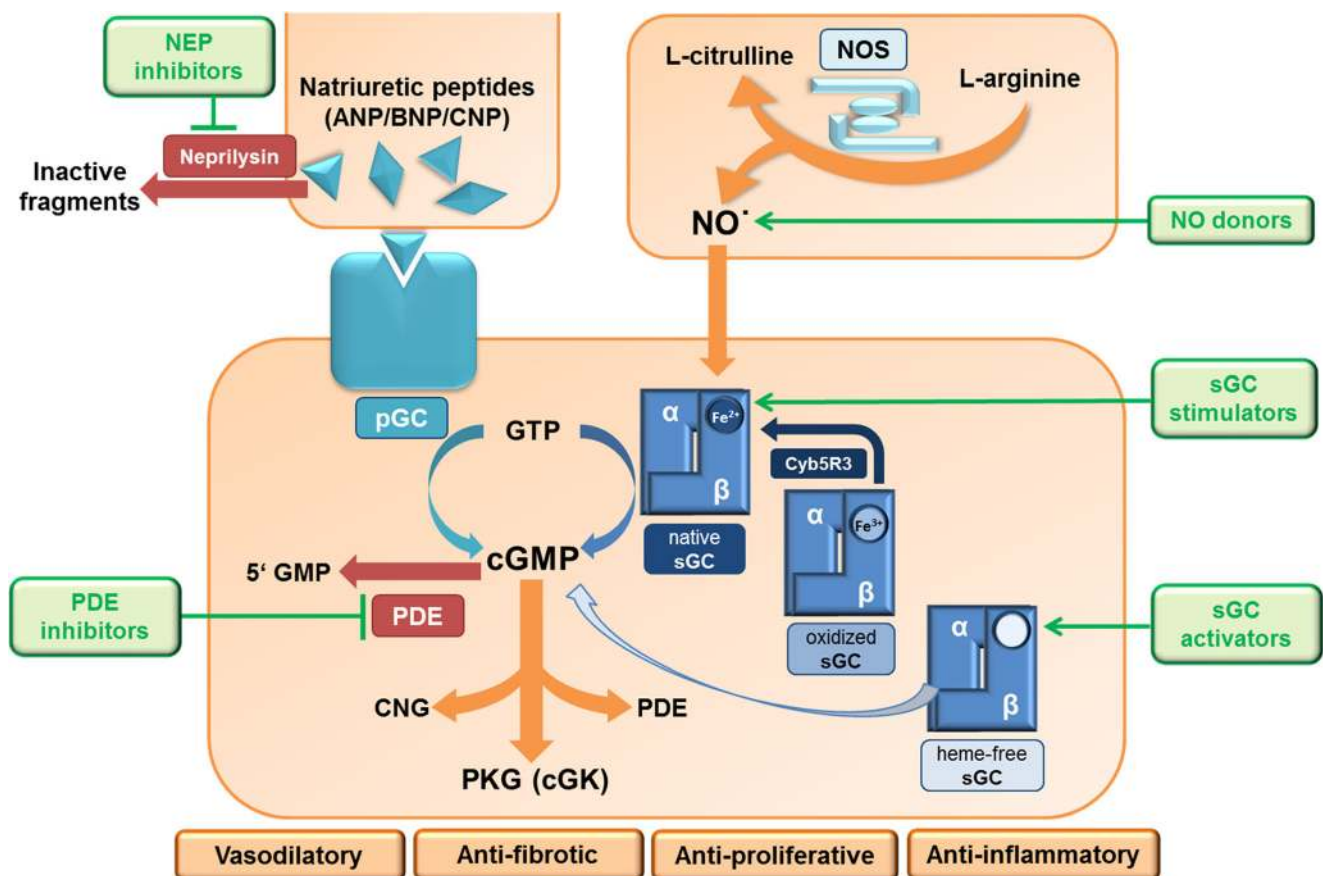 NEP
inhibitors
Natriuretic peptides
(ANP/BNP/CNP)
Neprilysin
Inactive
fragments
L-citrulline
NOS
L-arginine
NO˙
NO donors
pGC
GTP
α
Fe²⁺
β
native
sGC
sGC
stimulators
Cyb5R3
α
Fe³⁺
β
oxidized
sGC
cGMP
5‘ GMP
PDE
PDE
inhibitors
sGC
activators
α
β
heme-free
sGC
CNG
PDE
PKG (cGK)
Vasodilatory
Anti-fibrotic
Anti-proliferative
Anti-inflammatory